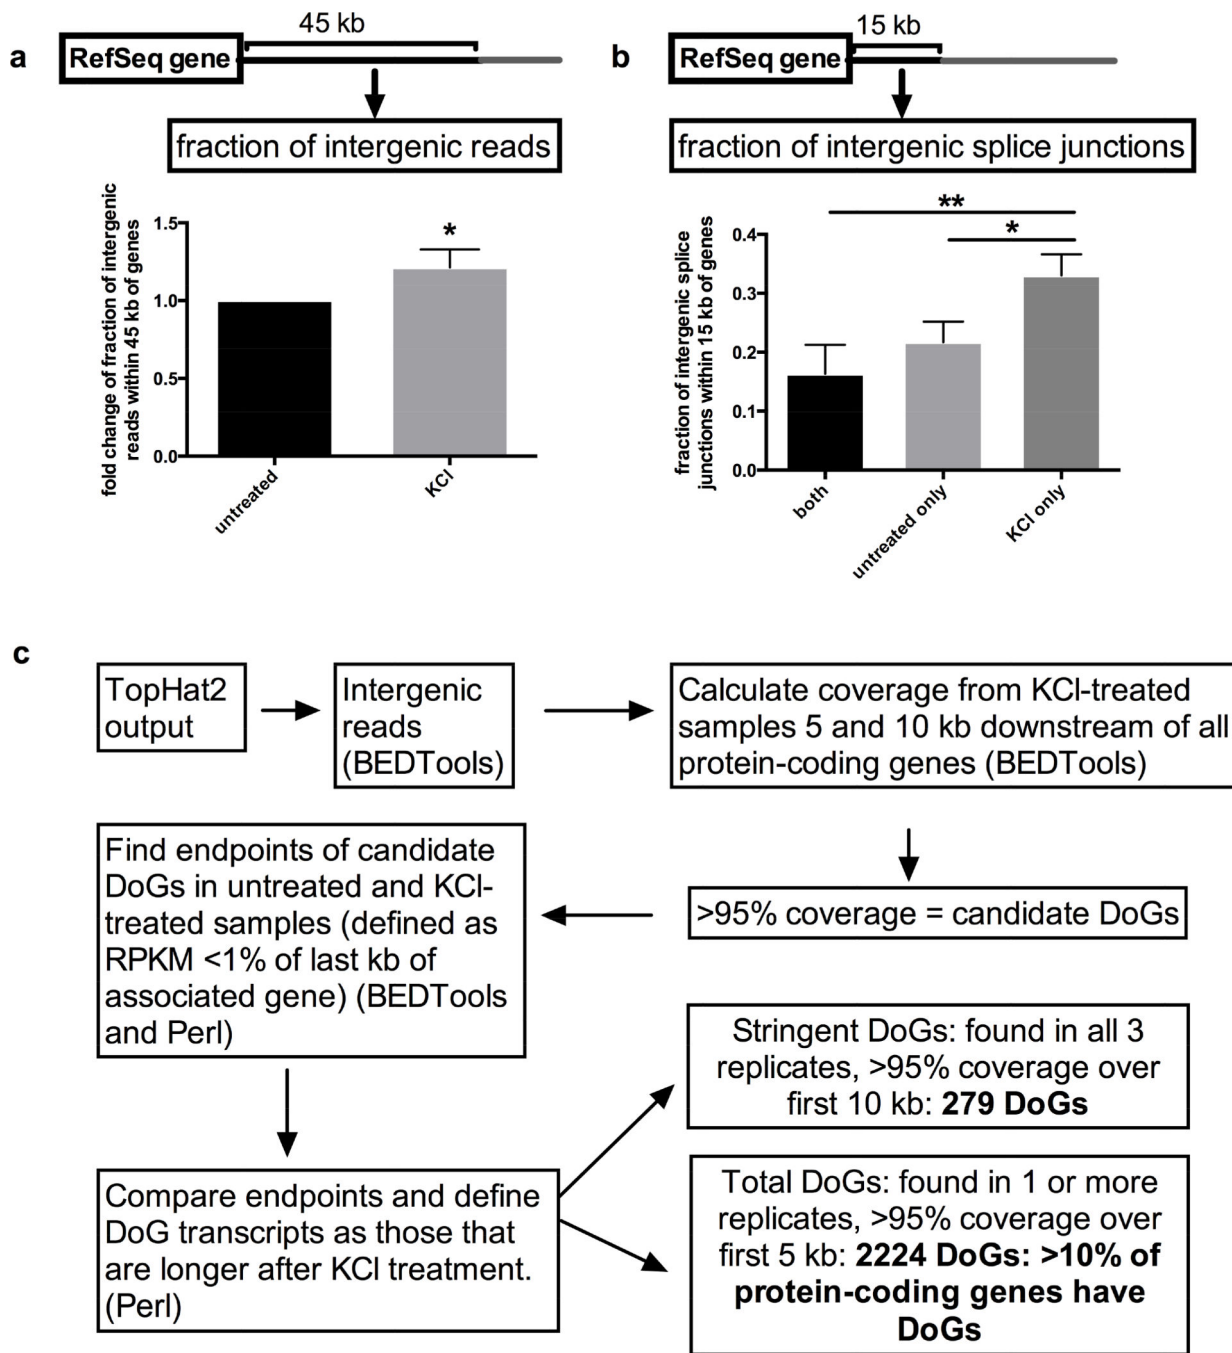 a
45 kb
RefSeq gene
fraction of intergenic reads
fold change of fraction of intergenic
reads within 45 kb of genes
1.5
1.0
0.5
0.0
*
untreated
KCl
b
15 kb
RefSeq gene
fraction of intergenic splice junctions
fraction of intergenic splice
junctions within 15 kb of genes
0.4
0.3
0.2
0.1
0.0
**
*
both
untreated only
KCl only
c
TopHat2
output
Intergenic
reads
(BEDTools)
Calculate coverage from KCl-treated
samples 5 and 10 kb downstream of all
protein-coding genes (BEDTools)
>95% coverage = candidate DoGs
Find endpoints of candidate
DoGs in untreated and KCl-
treated samples (defined as
RPKM <1% of last kb of
associated gene) (BEDTools
and Perl)
Compare endpoints and define
DoG transcripts as those that
are longer after KCl treatment.
(Perl)
Stringent DoGs: found in all 3
replicates, >95% coverage over
first 10 kb: 279 DoGs
Total DoGs: found in 1 or more
replicates, >95% coverage over
first 5 kb: 2224 DoGs: >10% of
protein-coding genes have
DoGs